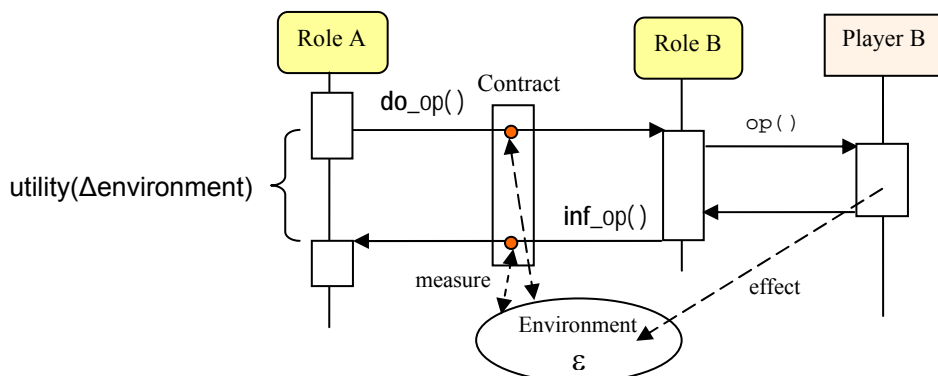 Role A
Role B
Player B
Contract
do_op()
op()
utility(Δenvironment)
inf_op()
measure
effect
Environment
ε